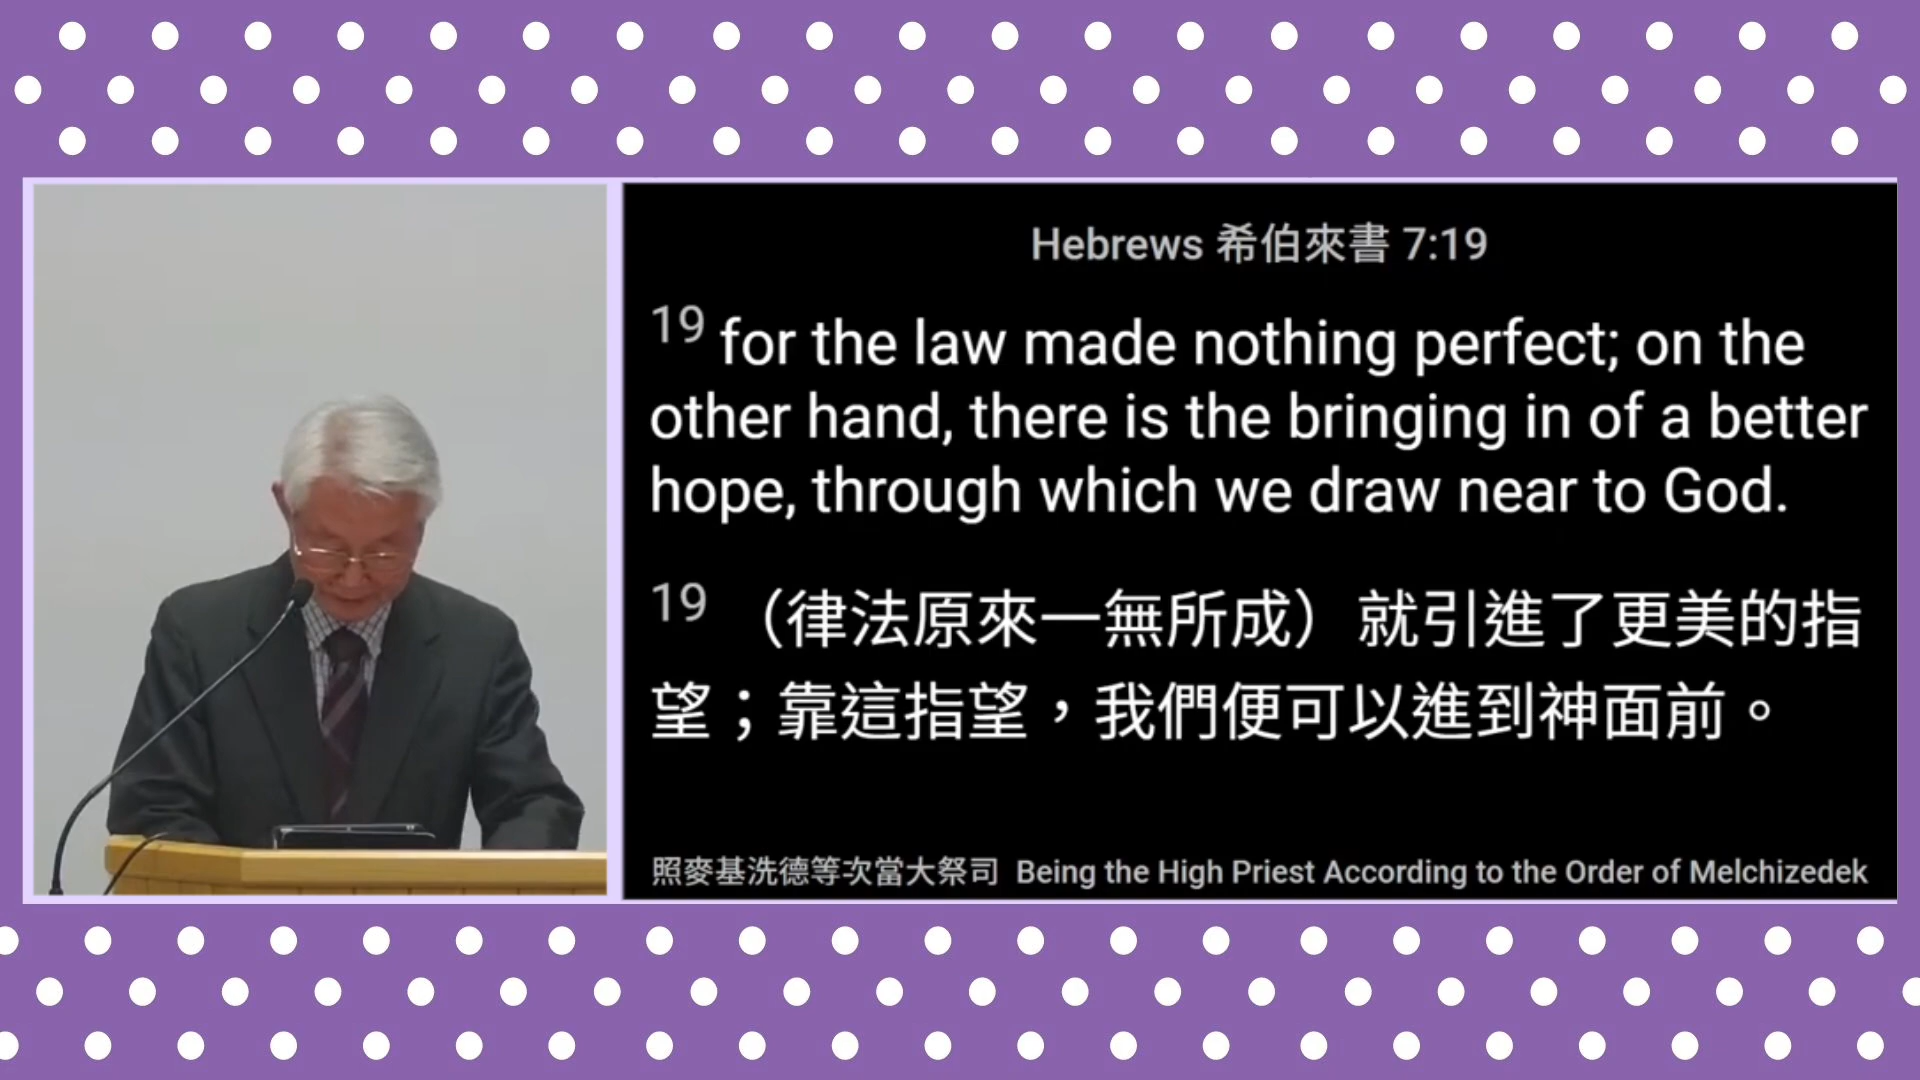 Hebrews 希伯來書 7:19
19 for the law made nothing perfect; on the
other hand, there is the bringing in of a better
hope, through which we draw near to God.
19 （律法原來一無所成）就引進了更美的指
望；靠這指望，我們便可以進到神面前。
照麥基洗德等次當大祭司 Being the High Priest According to the Order of Melchizedek